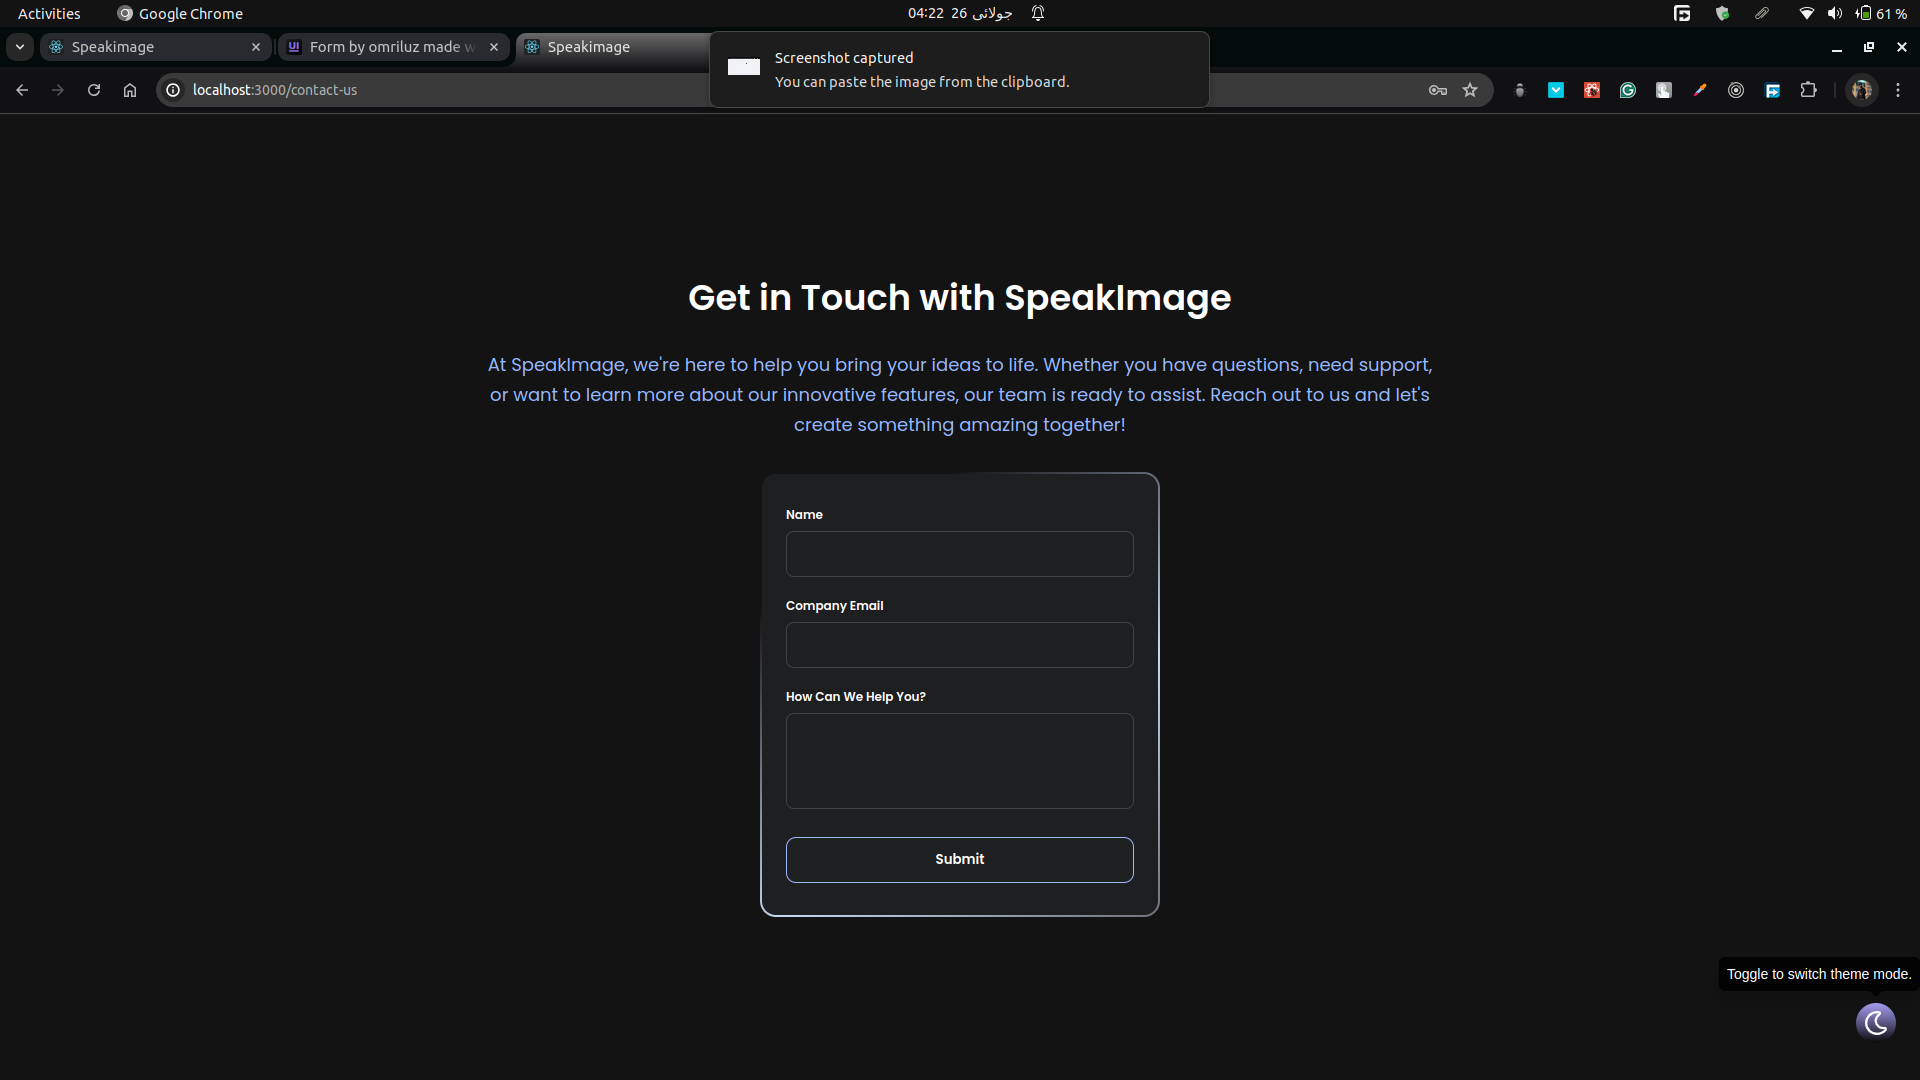 Activities
Google Chrome
04:22 26 جولائی
61 %
Speakimage
Form by omriluz made w
Speakimage
Screenshot captured
You can paste the image from the clipboard.
localhost:3000/contact-us
Get in Touch with SpeakImage
At SpeakImage, we're here to help you bring your ideas to life. Whether you have questions, need support,
or want to learn more about our innovative features, our team is ready to assist. Reach out to us and let's
create something amazing together!
Name
Company Email
How Can We Help You?
Submit
Toggle to switch theme mode.